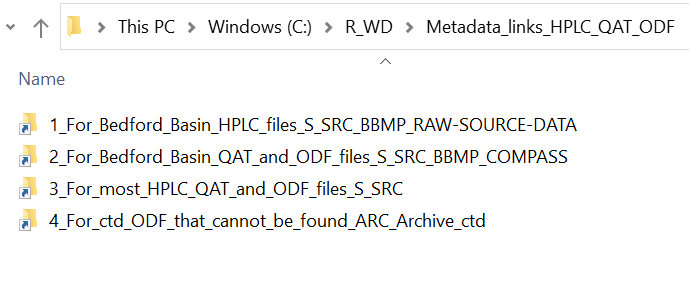 This PC > Windows (C:) > R_WD > Metadata_links_HPLC_QAT_ODF
Name
1_For_Bedford_Basin_HPLC_files_S_SRC_BBMP_RAW-SOURCE-DATA
2_For_Bedford_Basin_QAT_and_ODF_files_S_SRC_BBMP_COMPASS
3_For_most_HPLC_QAT_and_ODF_files_S_SRC
4_For_ctd_ODF_that_cannot_be_found_ARC_Archive_ctd